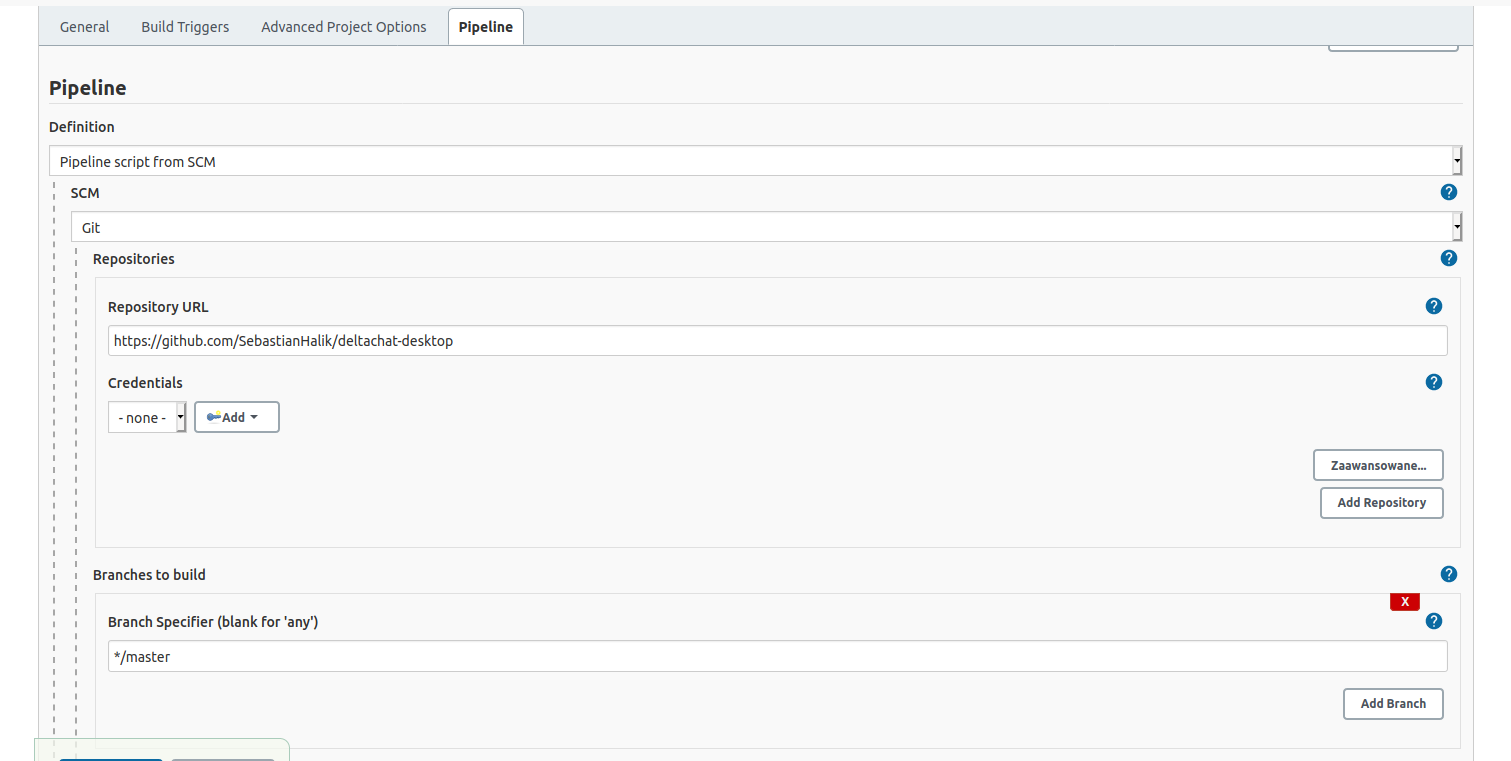 General Build Triggers Advanced Project Options Pipeline
Pipeline
Definition
Pipeline script from SCM
SCM
Git
Repositories
Repository URL
https://github.com/SebastianHalik/deltachat-desktop
Credentials
- none - Add
Zaawansowane...
Add Repository
Branches to build
X
Branch Specifier (blank for 'any')
*/master
Add Branch